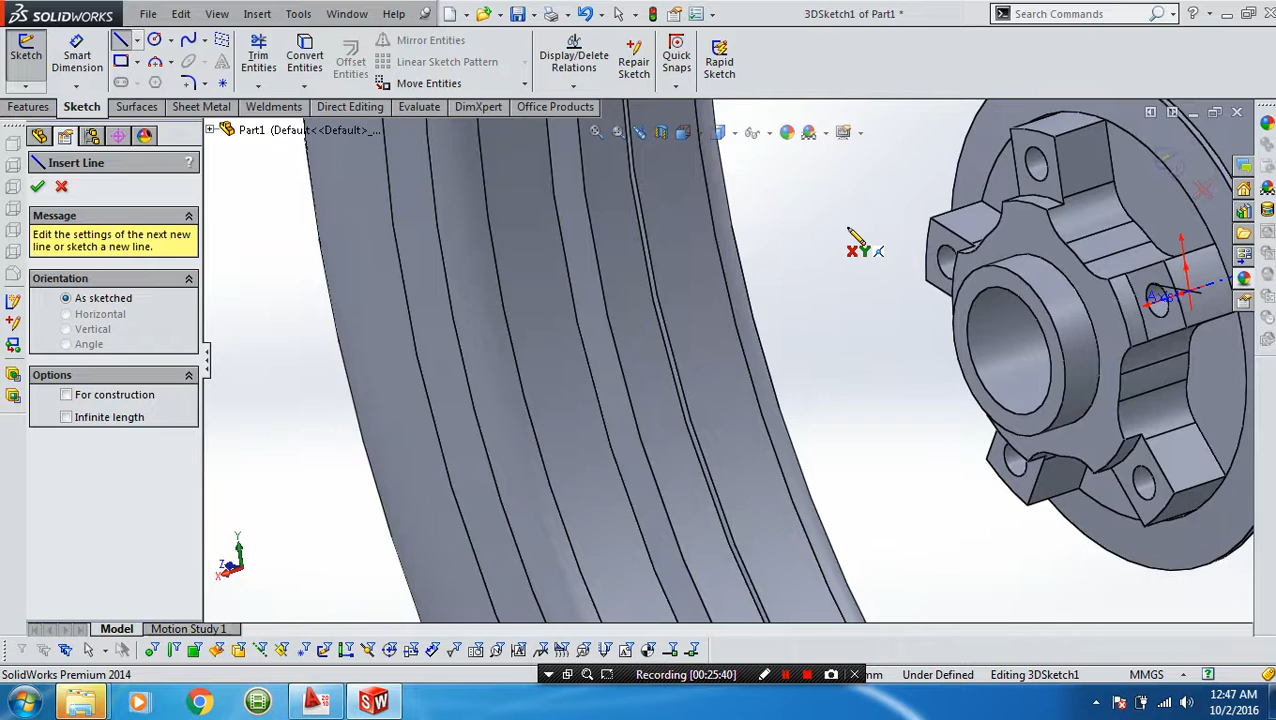 SOLIDWORKS File Edit View Insert Tools Window Help 3DSketch1 of Part1 * Search Commands
Sketch Smart Dimension Trim Entities Convert Entities Offset Entities Mirror Entities Linear Sketch Pattern Move Entities Display/Delete Relations Repair Sketch Quick Snaps Rapid Sketch
Features Sketch Surfaces Sheet Metal Weldments Direct Editing Evaluate DimXpert Office Products
Part1 (Default<<Default>_...
Insert Line ?
Message
Edit the settings of the next new
line or sketch a new line.
Orientation
As sketched
Horizontal
Vertical
Angle
Options
For construction
Infinite length
X Y
Y
Z
X
Model Motion Study 1
Recording [00:25:40]
SolidWorks Premium 2014 Under Defined Editing 3DSketch1 MMGS
12:47 AM
10/2/2016